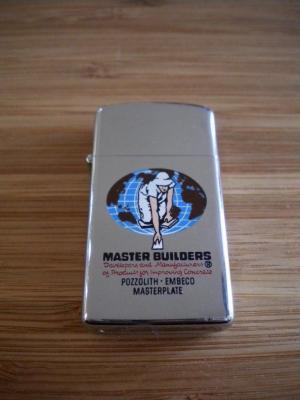 MASTER BUILDERS
Developers and Manufacturers
of Products for Improving Concrete
POZZOLITH · EMBECO
MASTERPLATE